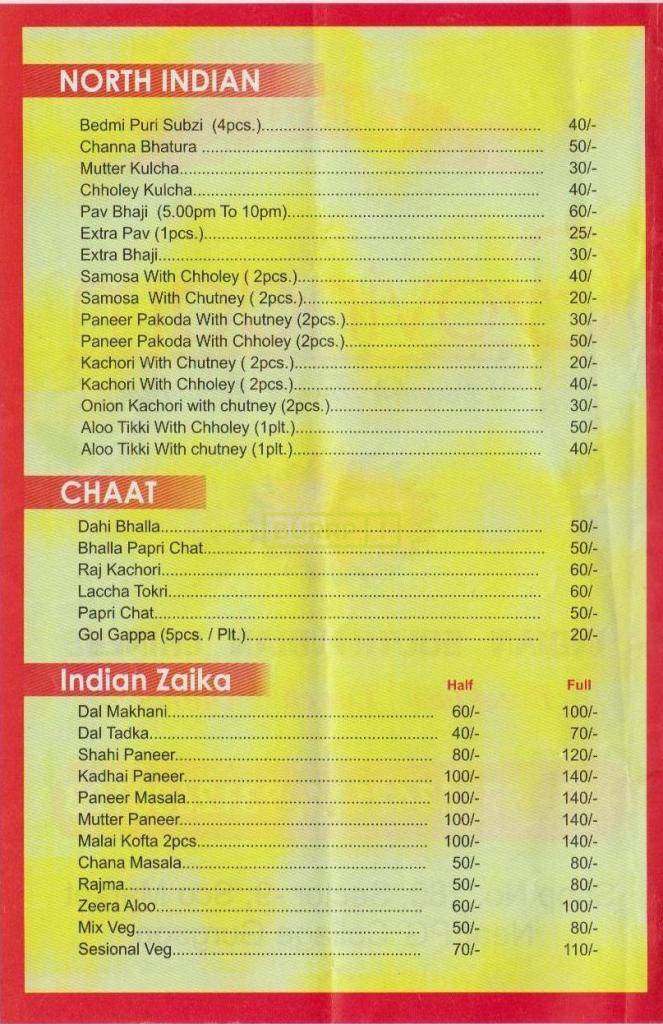 NORTH INDIAN
Bedmi Puri Subzi (4pcs.)............ 40/-
Channa Bhatura ............ 50/-
Mutter Kulcha............ 30/-
Chholey Kulcha............ 40/-
Pav Bhaji (5.00pm To 10pm)............ 60/-
Extra Pav (1pcs.)............ 25/-
Extra Bhaji............ 30/-
Samosa With Chholey ( 2pcs.)............ 40/
Samosa With Chutney ( 2pcs.)............ 20/-
Paneer Pakoda With Chutney (2pcs.)............ 30/-
Paneer Pakoda With Chholey (2pcs.)............ 50/-
Kachori With Chutney ( 2pcs.)............ 20/-
Kachori With Chholey ( 2pcs.)............ 40/-
Onion Kachori with chutney (2pcs.)............ 30/-
Aloo Tikki With Chholey (1plt.)............ 50/-
Aloo Tikki With chutney (1plt.)............ 40/-
CHAAT
Dahi Bhalla............ 50/-
Bhalla Papri Chat............ 50/-
Raj Kachori............ 60/-
Laccha Tokri............ 60/
Papri Chat............ 50/-
Gol Gappa (5pcs. / Plt.)............ 20/-
Indian Zaika Half Full
Dal Makhani............ 60/- 100/-
Dal Tadka............ 40/- 70/-
Shahi Paneer............ 80/- 120/-
Kadhai Paneer............ 100/- 140/-
Paneer Masala............ 100/- 140/-
Mutter Paneer............ 100/- 140/-
Malai Kofta 2pcs............ 100/- 140/-
Chana Masala............ 50/- 80/-
Rajma............ 50/- 80/-
Zeera Aloo............ 60/- 100/-
Mix Veg............ 50/- 80/-
Sesional Veg............ 70/- 110/-